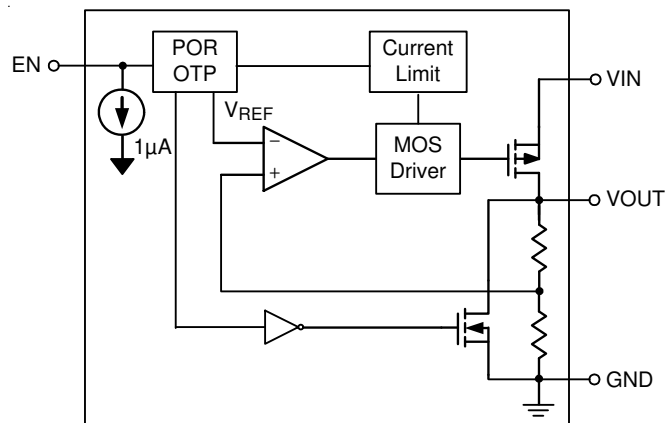 POR
OTP
Current
Limit
EN
VIN
VREF
1µA
−
+
MOS
Driver
VOUT
GND